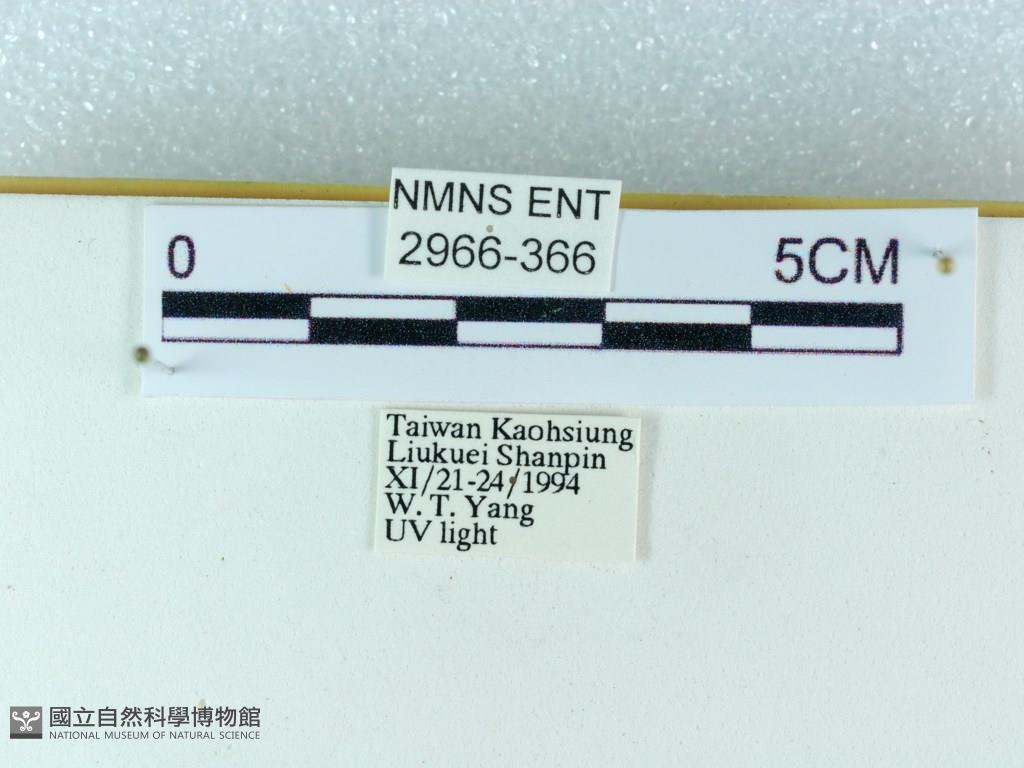 NMNS ENT
2966-366
0
5CM
Taiwan Kaohsiung
Liukuei Shanpin
XI/21-24/1994
W. T. Yang
UV light
國立自然科學博物館
NATIONAL MUSEUM OF NATURAL SCIENCE